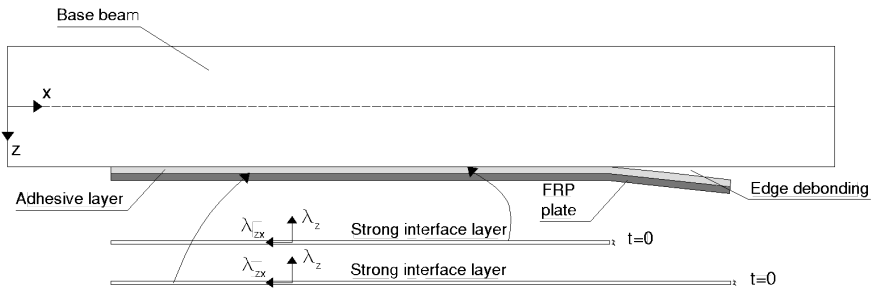 Base beam
x
z
Adhesive layer
FRP
plate
Edge debonding
λzx λz Strong interface layer t=0
λzx λz Strong interface layer t=0